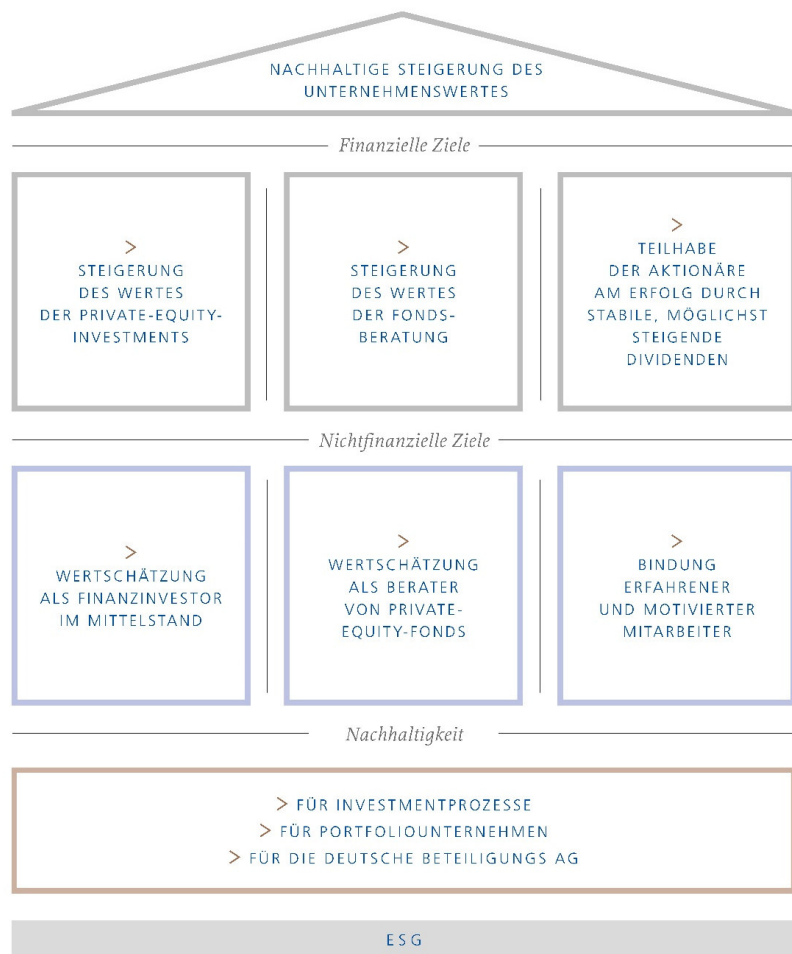 NACHHALTIGE STEIGERUNG DES
UNTERNEHMENSWERTES
Finanzielle Ziele
>
STEIGERUNG
DES WERTES
DER PRIVATE-EQUITY-
INVESTMENTS
>
STEIGERUNG
DES WERTES
DER FONDS-
BERATUNG
>
TEILHABE
DER AKTIONÄRE
AM ERFOLG DURCH
STABILE, MÖGLICHST
STEIGENDE
DIVIDENDEN
Nichtfinanzielle Ziele
>
WERTSCHÄTZUNG
ALS FINANZINVESTOR
IM MITTELSTAND
>
WERTSCHÄTZUNG
ALS BERATER
VON PRIVATE-
EQUITY-FONDS
>
BINDUNG
ERFAHRENER
UND MOTIVIERTER
MITARBEITER
Nachhaltigkeit
> FÜR INVESTMENTPROZESSE
> FÜR PORTFOLIOUNTERNEHMEN
> FÜR DIE DEUTSCHE BETEILIGUNGS AG
ESG